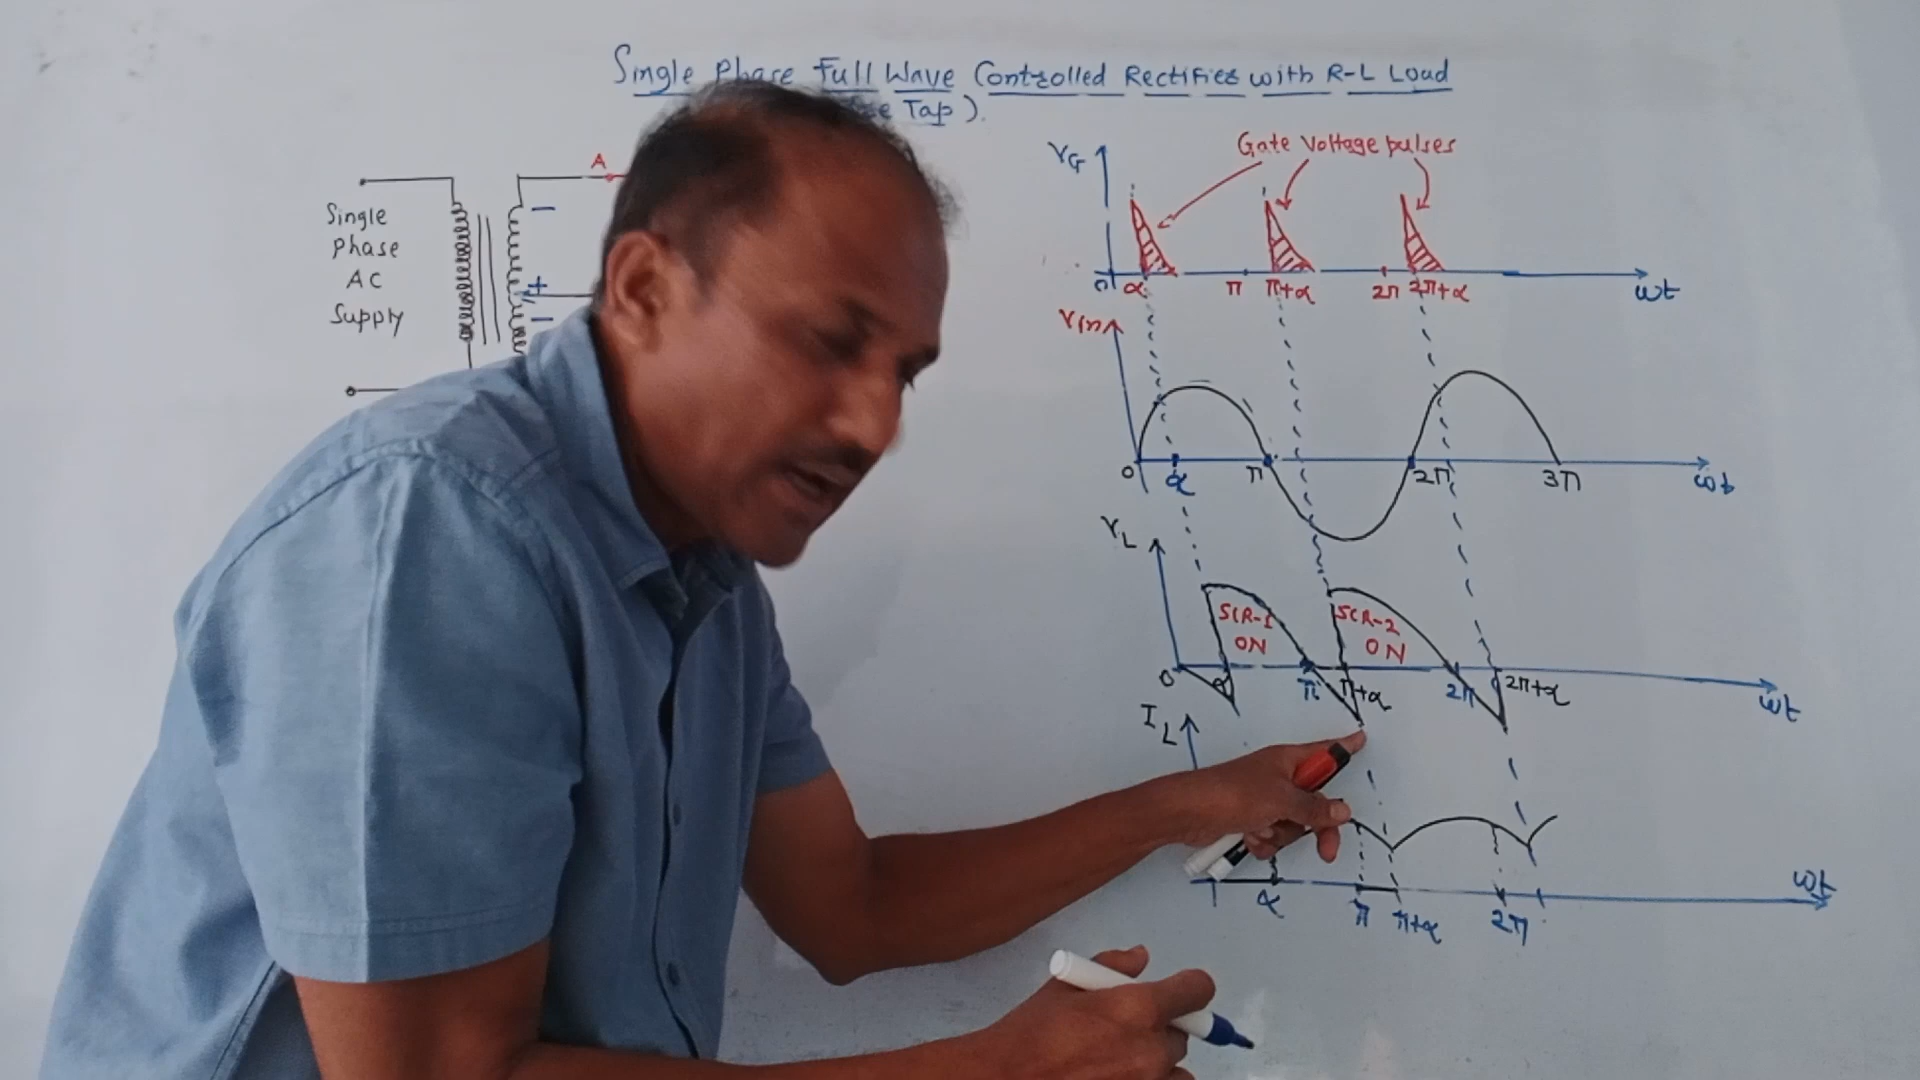 Single Phase Full Wave Controlled Rectifier with R-L Load
Tap).
A
Single
Phase
AC
Supply
−
+
−
VG
Gate Voltage pulses
0
α
π
π+α
2π
2π+α
ωt
Vin
0
α
π
2π
3π
ωt
VL
SCR-1
ON
SCR-2
ON
0
α
π
π+α
2π
2π+α
ωt
IL
α
π
π+α
2π
ωt